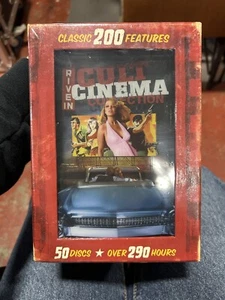 CLASSIC 200 FEATURES
DRIVE IN
CULT
CINEMA
COLLECTION
50 DISCS ★ OVER 290 HOURS